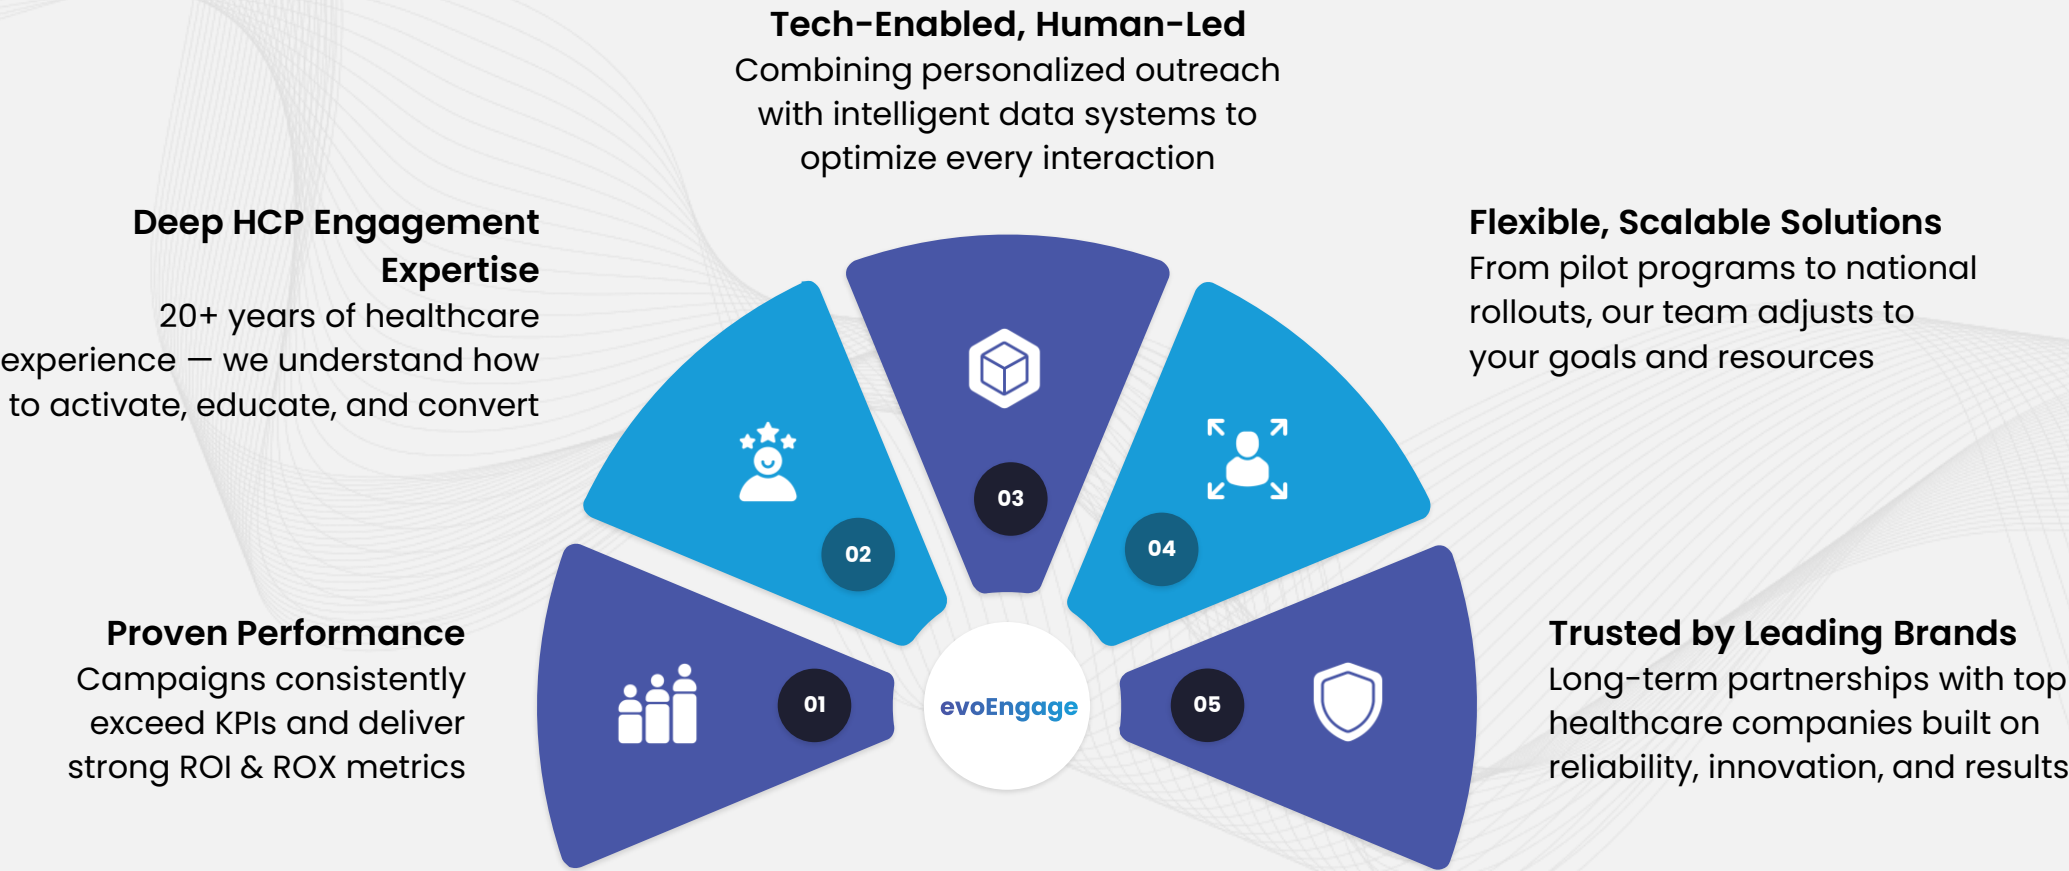 Tech-Enabled, Human-Led
Combining personalized outreach
with intelligent data systems to
optimize every interaction
Deep HCP Engagement
Expertise
20+ years of healthcare
experience — we understand how
to activate, educate, and convert
Flexible, Scalable Solutions
From pilot programs to national
rollouts, our team adjusts to
your goals and resources
03
02
04
Proven Performance
Campaigns consistently
exceed KPIs and deliver
strong ROI & ROX metrics
01
evoEngage
05
Trusted by Leading Brands
Long-term partnerships with top
healthcare companies built on
reliability, innovation, and results